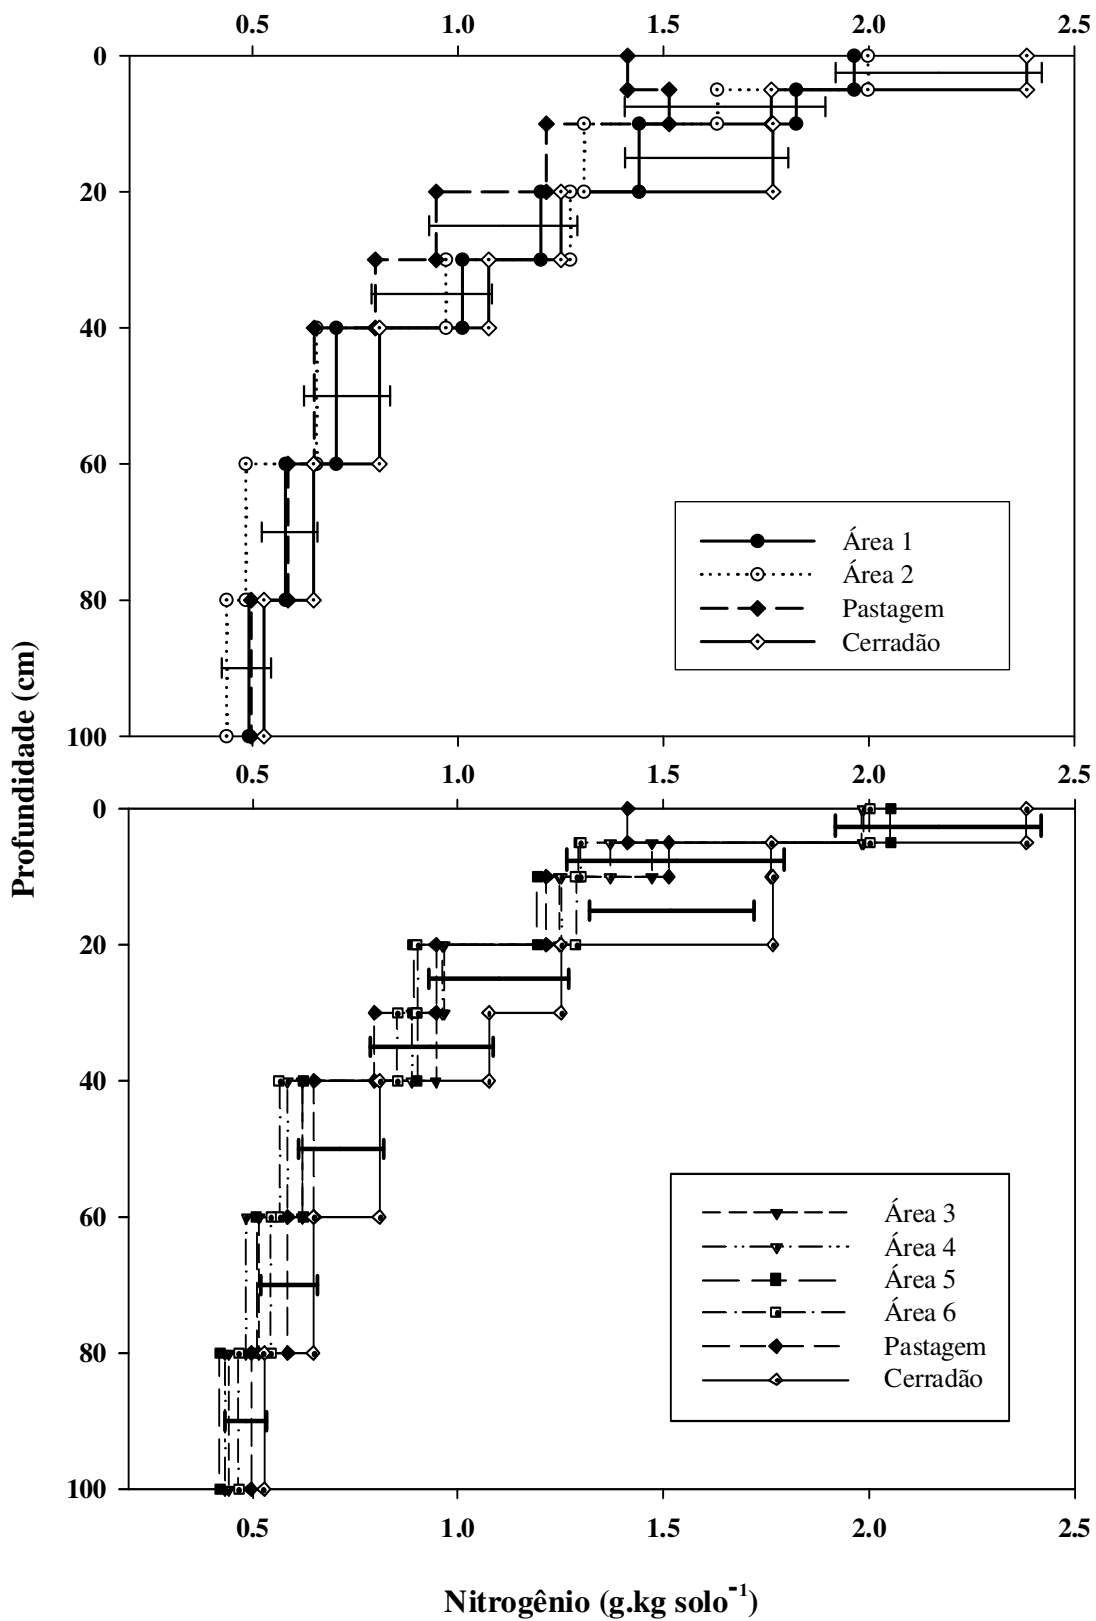 0.5 1.0 1.5 2.0 2.5
0
20
40
60
80
100
Área 1
Área 2
Pastagem
Cerradão
0.5 1.0 1.5 2.0 2.5
Profundidade (cm)
0
20
40
60
80
100
Área 3
Área 4
Área 5
Área 6
Pastagem
Cerradão
0.5 1.0 1.5 2.0 2.5
Nitrogênio (g.kg solo⁻¹)